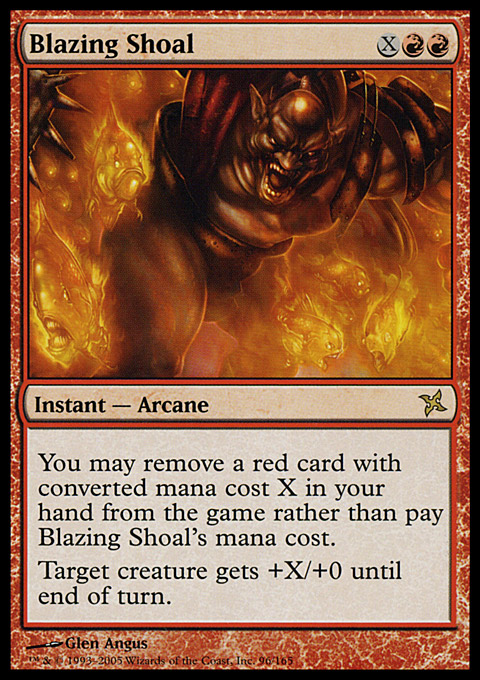 Blazing Shoal X
Instant — Arcane
You may remove a red card with
converted mana cost X in your
hand from the game rather than pay
Blazing Shoal's mana cost.
Target creature gets +X/+0 until
end of turn.
Glen Angus
™ & © 1993–2005 Wizards of the Coast, Inc. 96/165